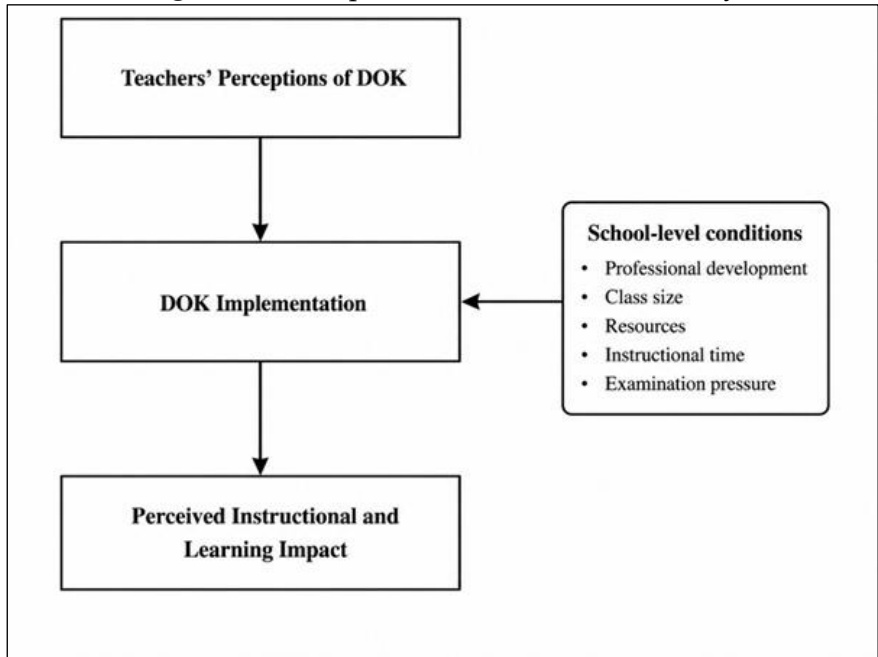 Teachers’ Perceptions of DOK
DOK Implementation
School-level conditions
• Professional development
• Class size
• Resources
• Instructional time
• Examination pressure
Perceived Instructional and
Learning Impact